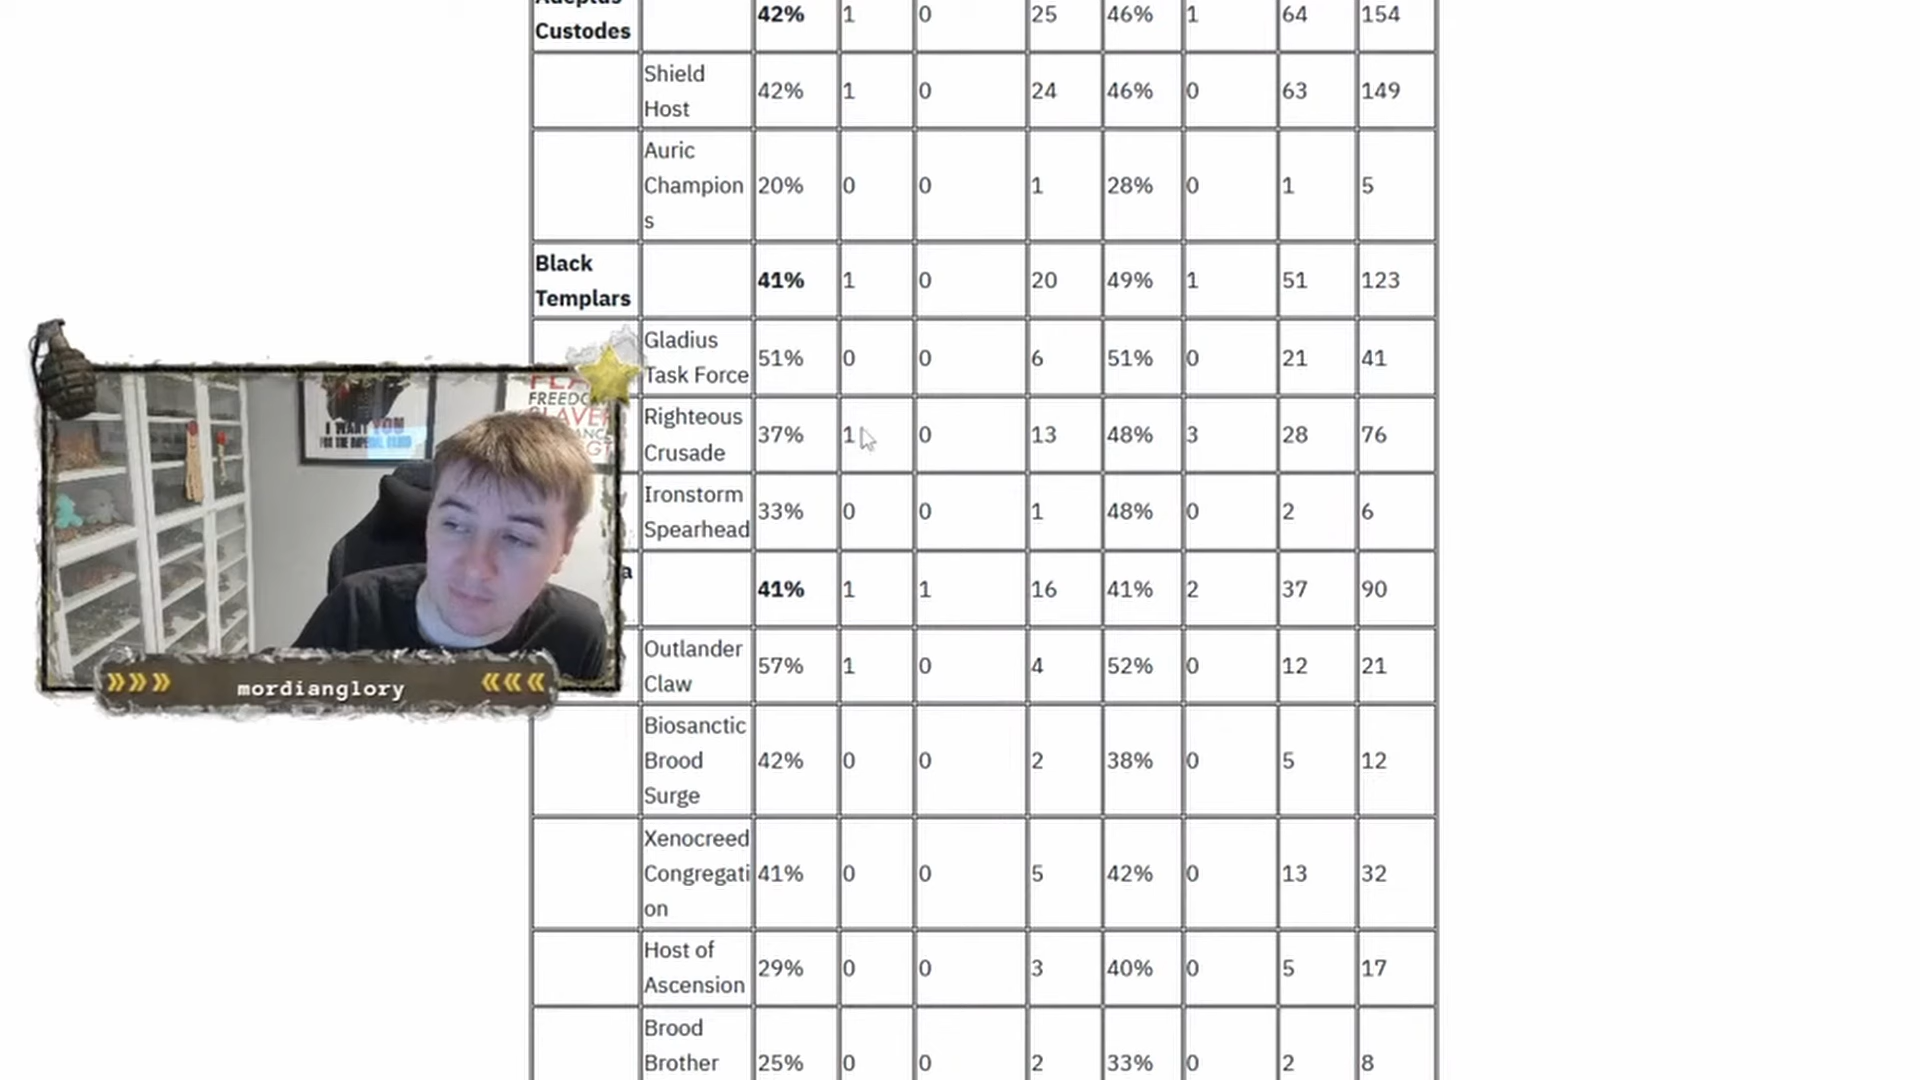 Custodes
42% 1 0 25 46% 1 64 154
Shield
Host
42% 1 0 24 46% 0 63 149
Auric
Champion
s
20% 0 0 1 28% 0 1 5
Black
Templars
41% 1 0 20 49% 1 51 123
Gladius
Task Force
51% 0 0 6 51% 0 21 41
Righteous
Crusade
37% 1 0 13 48% 3 28 76
Ironstorm
Spearhead
33% 0 0 1 48% 0 2 6
a
41% 1 1 16 41% 2 37 90
Outlander
Claw
57% 1 0 4 52% 0 12 21
Biosanctic
Brood
Surge
42% 0 0 2 38% 0 5 12
Xenocreed
Congregati
on
41% 0 0 5 42% 0 13 32
Host of
Ascension
29% 0 0 3 40% 0 5 17
Brood
Brother
25% 0 0 2 33% 0 2 8
I WANT YOU
FREEDO
SLAVE
mordianglory